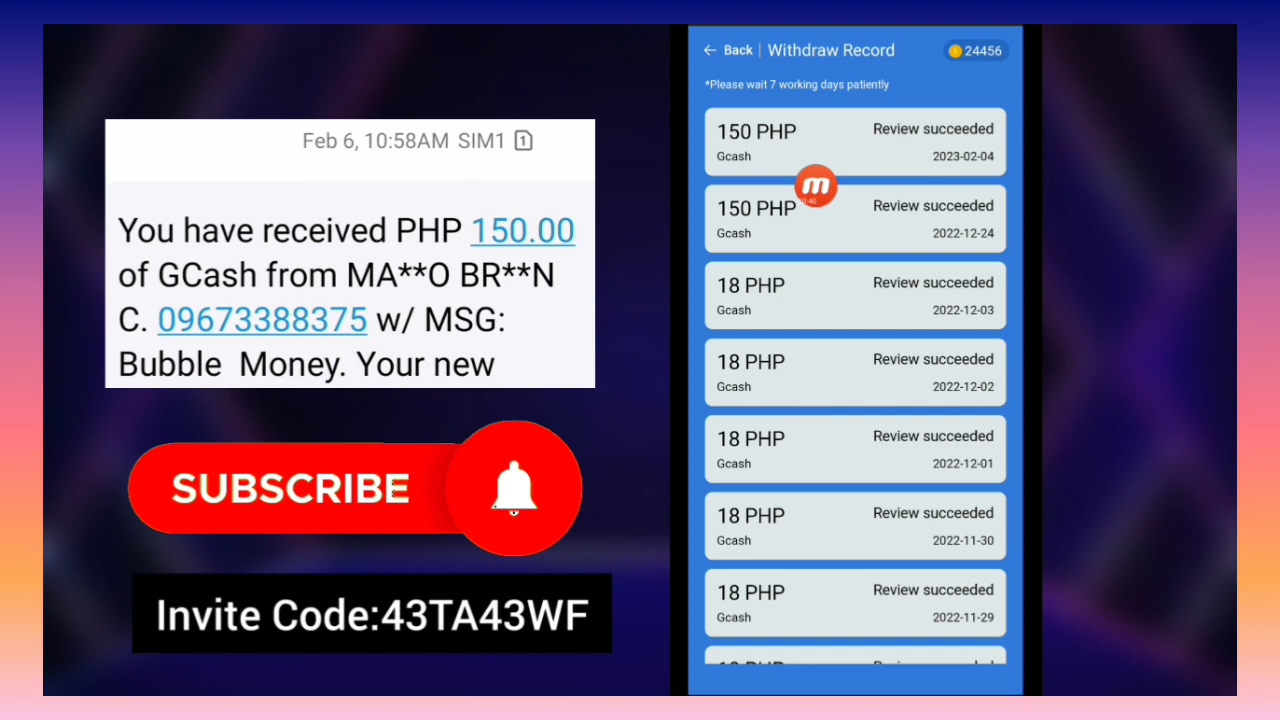 Feb 6, 10:58AM SIM1 1
You have received PHP 150.00
of GCash from MA**O BR**N
C. 09673388375 w/ MSG:
Bubble Money. Your new
SUBSCRIBE
Invite Code:43TA43WF
← Back | Withdraw Record 24456
*Please wait 7 working days patiently
150 PHP Review succeeded
Gcash 2023-02-04
m
150 PHP Review succeeded
Gcash 2022-12-24
18 PHP Review succeeded
Gcash 2022-12-03
18 PHP Review succeeded
Gcash 2022-12-02
18 PHP Review succeeded
Gcash 2022-12-01
18 PHP Review succeeded
Gcash 2022-11-30
18 PHP Review succeeded
Gcash 2022-11-29